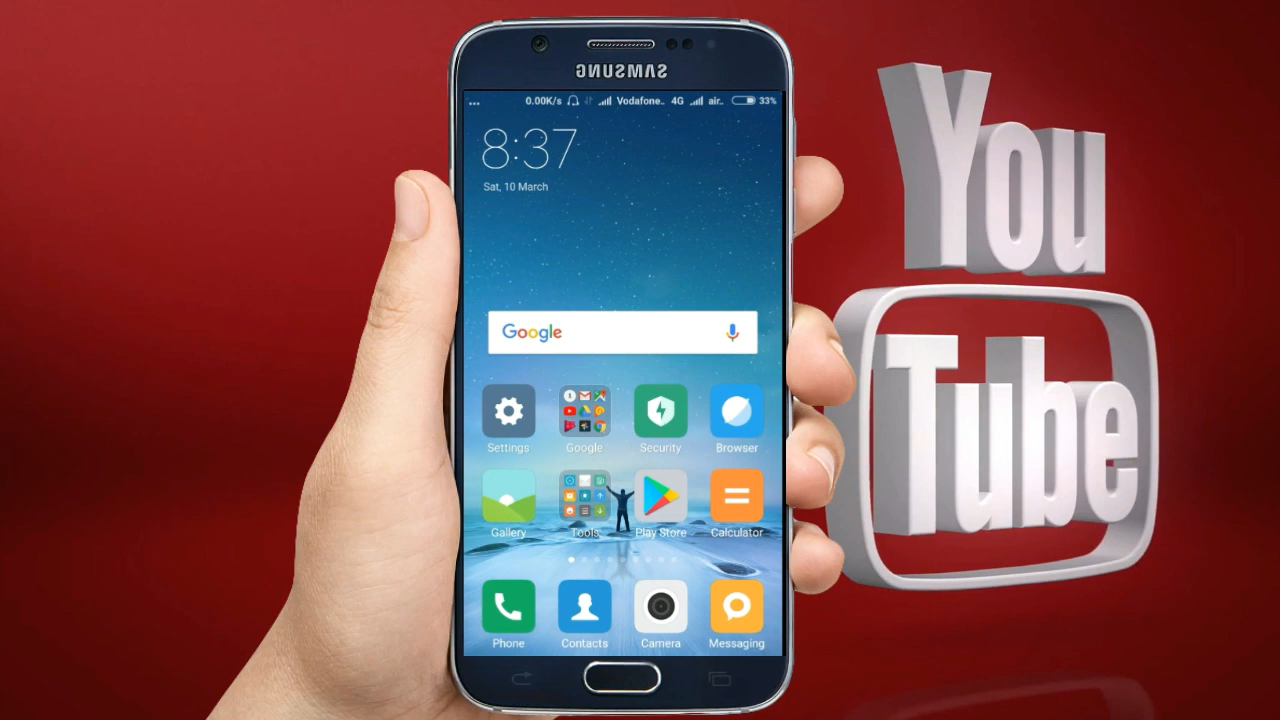 SAMSUNG
... 0.00K/s Vodafone.. 4G air.. 33%
8:37
Sat, 10 March
Google
Settings Google Security Browser
Gallery Tools Play Store Calculator
Phone Contacts Camera Messaging
You
Tube